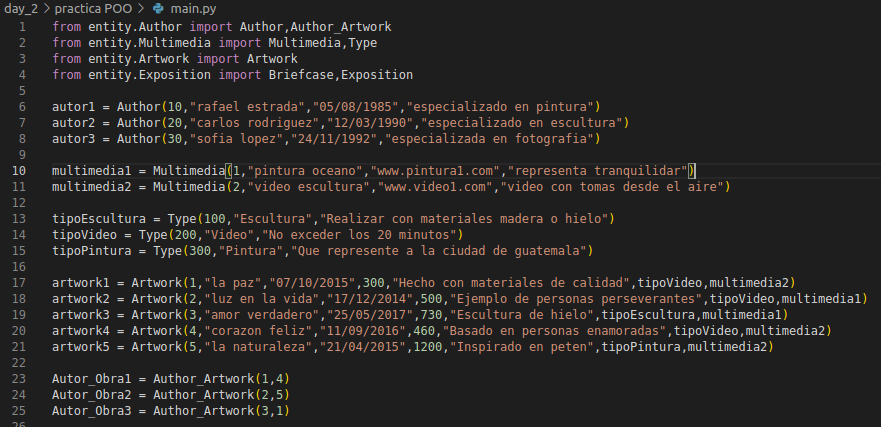 day_2 > practica POO > main.py
1 from entity.Author import Author,Author_Artwork
2 from entity.Multimedia import Multimedia,Type
3 from entity.Artwork import Artwork
4 from entity.Exposition import Briefcase,Exposition
5
6 autor1 = Author(10,"rafael estrada","05/08/1985","especializado en pintura")
7 autor2 = Author(20,"carlos rodriguez","12/03/1990","especializado en escultura")
8 autor3 = Author(30,"sofia lopez","24/11/1992","especializada en fotografia")
9
10 multimedia1 = Multimedia(1,"pintura oceano","www.pintura1.com","representa tranquilidar")
11 multimedia2 = Multimedia(2,"video escultura","www.video1.com","video con tomas desde el aire")
12
13 tipoEscultura = Type(100,"Escultura","Realizar con materiales madera o hielo")
14 tipoVideo = Type(200,"Video","No exceder los 20 minutos")
15 tipoPintura = Type(300,"Pintura","Que represente a la ciudad de guatemala")
16
17 artwork1 = Artwork(1,"la paz","07/10/2015",300,"Hecho con materiales de calidad",tipoVideo,multimedia2)
18 artwork2 = Artwork(2,"luz en la vida","17/12/2014",500,"Ejemplo de personas perseverantes",tipoVideo,multimedia1)
19 artwork3 = Artwork(3,"amor verdadero","25/05/2017",730,"Escultura de hielo",tipoEscultura,multimedia1)
20 artwork4 = Artwork(4,"corazon feliz","11/09/2016",460,"Basado en personas enamoradas",tipoVideo,multimedia2)
21 artwork5 = Artwork(5,"la naturaleza","21/04/2015",1200,"Inspirado en peten",tipoPintura,multimedia2)
22
23 Autor_Obra1 = Author_Artwork(1,4)
24 Autor_Obra2 = Author_Artwork(2,5)
25 Autor_Obra3 = Author_Artwork(3,1)
26